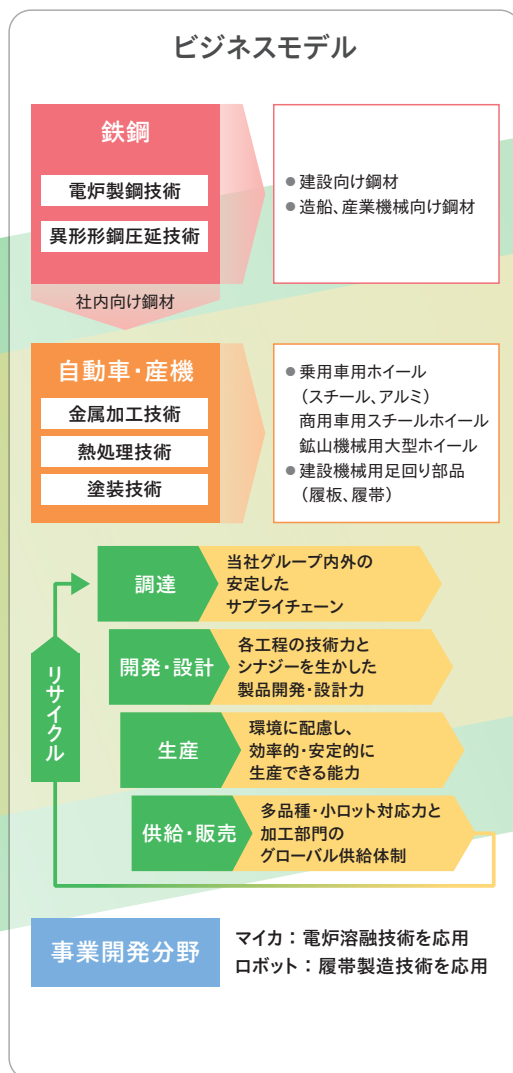 ビジネスモデル
鉄鋼
電炉製鋼技術
異形形鋼圧延技術
● 建設向け鋼材
● 造船、産業機械向け鋼材
社内向け鋼材
自動車・産機
金属加工技術
熱処理技術
塗装技術
● 乗用車用ホイール
（スチール、アルミ）
商用車用スチールホイール
鉱山機械用大型ホイール
● 建設機械用足回り部品
（履板、履帯）
リサイクル
調達
当社グループ内外の
安定した
サプライチェーン
開発・設計
各工程の技術力と
シナジーを生かした
製品開発・設計力
生産
環境に配慮し、
効率的・安定的に
生産できる能力
供給・販売
多品種・小ロット対応力と
加工部門の
グローバル供給体制
事業開発分野
マイカ：電炉溶融技術を応用
ロボット：履帯製造技術を応用